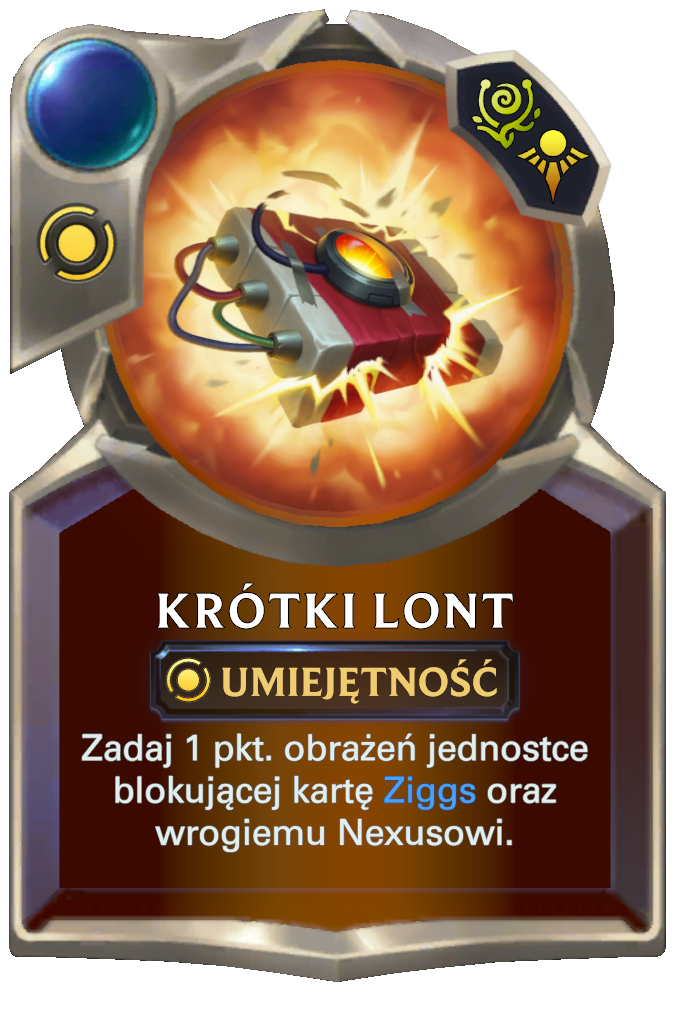 KRÓTKI LONT
UMIEJĘTNOŚĆ
Zadaj 1 pkt. obrażeń jednostce
blokującej kartę Ziggs oraz
wrogiemu Nexusowi.